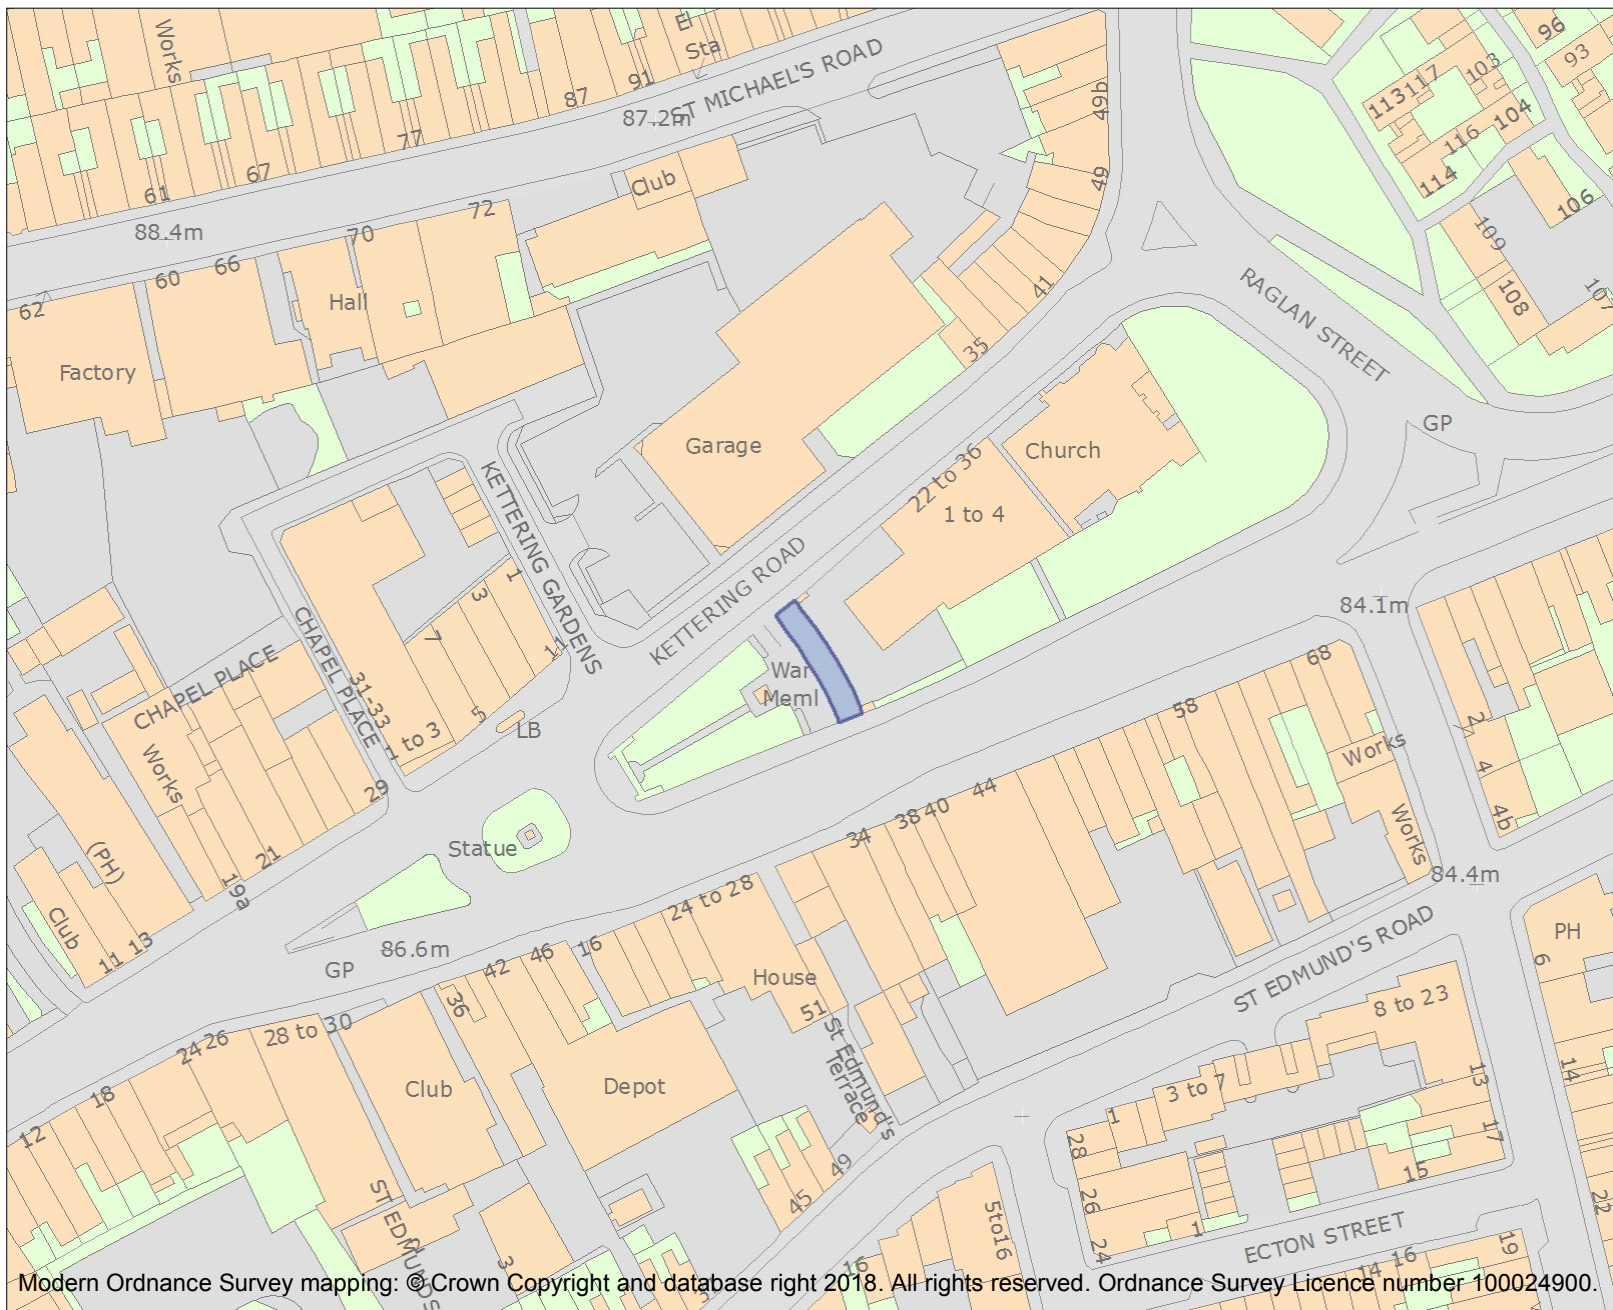 Works
El
Sta
ST MICHAEL'S ROAD
91
87
87.2m
77
67
61
88.4m
49b
49
96
93
103
117
113
104
116
114
106
109
108
107
Club
72
70
66
60
62
Hall
Factory
41
35
RAGLAN STREET
GP
Garage
Church
22 to 36
1 to 4
KETTERING GARDENS
KETTERING ROAD
1
3
7
11
5
CHAPEL PLACE
CHAPEL PLACE
31-33
1 to 3
LB
War
Meml
84.1m
68
58
Works
Works
2
4
4b
Works
29
21
19a
(PH)
Club
11
13
Statue
44
40
38
34
24 to 28
84.4m
86.6m
GP
42
46
16
36
House
51
St Edmund's
Terrace
ST EDMUND'S ROAD
PH
6
8 to 23
28 to 30
26
24
18
12
Club
Depot
3 to 7
1
13
14
17
15
28
26
24
1
49
45
5to16
16
ST EDMUNDS
3
ECTON STREET
14
16
19
22
Modern Ordnance Survey mapping: © Crown Copyright and database right 2018. All rights reserved. Ordnance Survey Licence number 100024900.